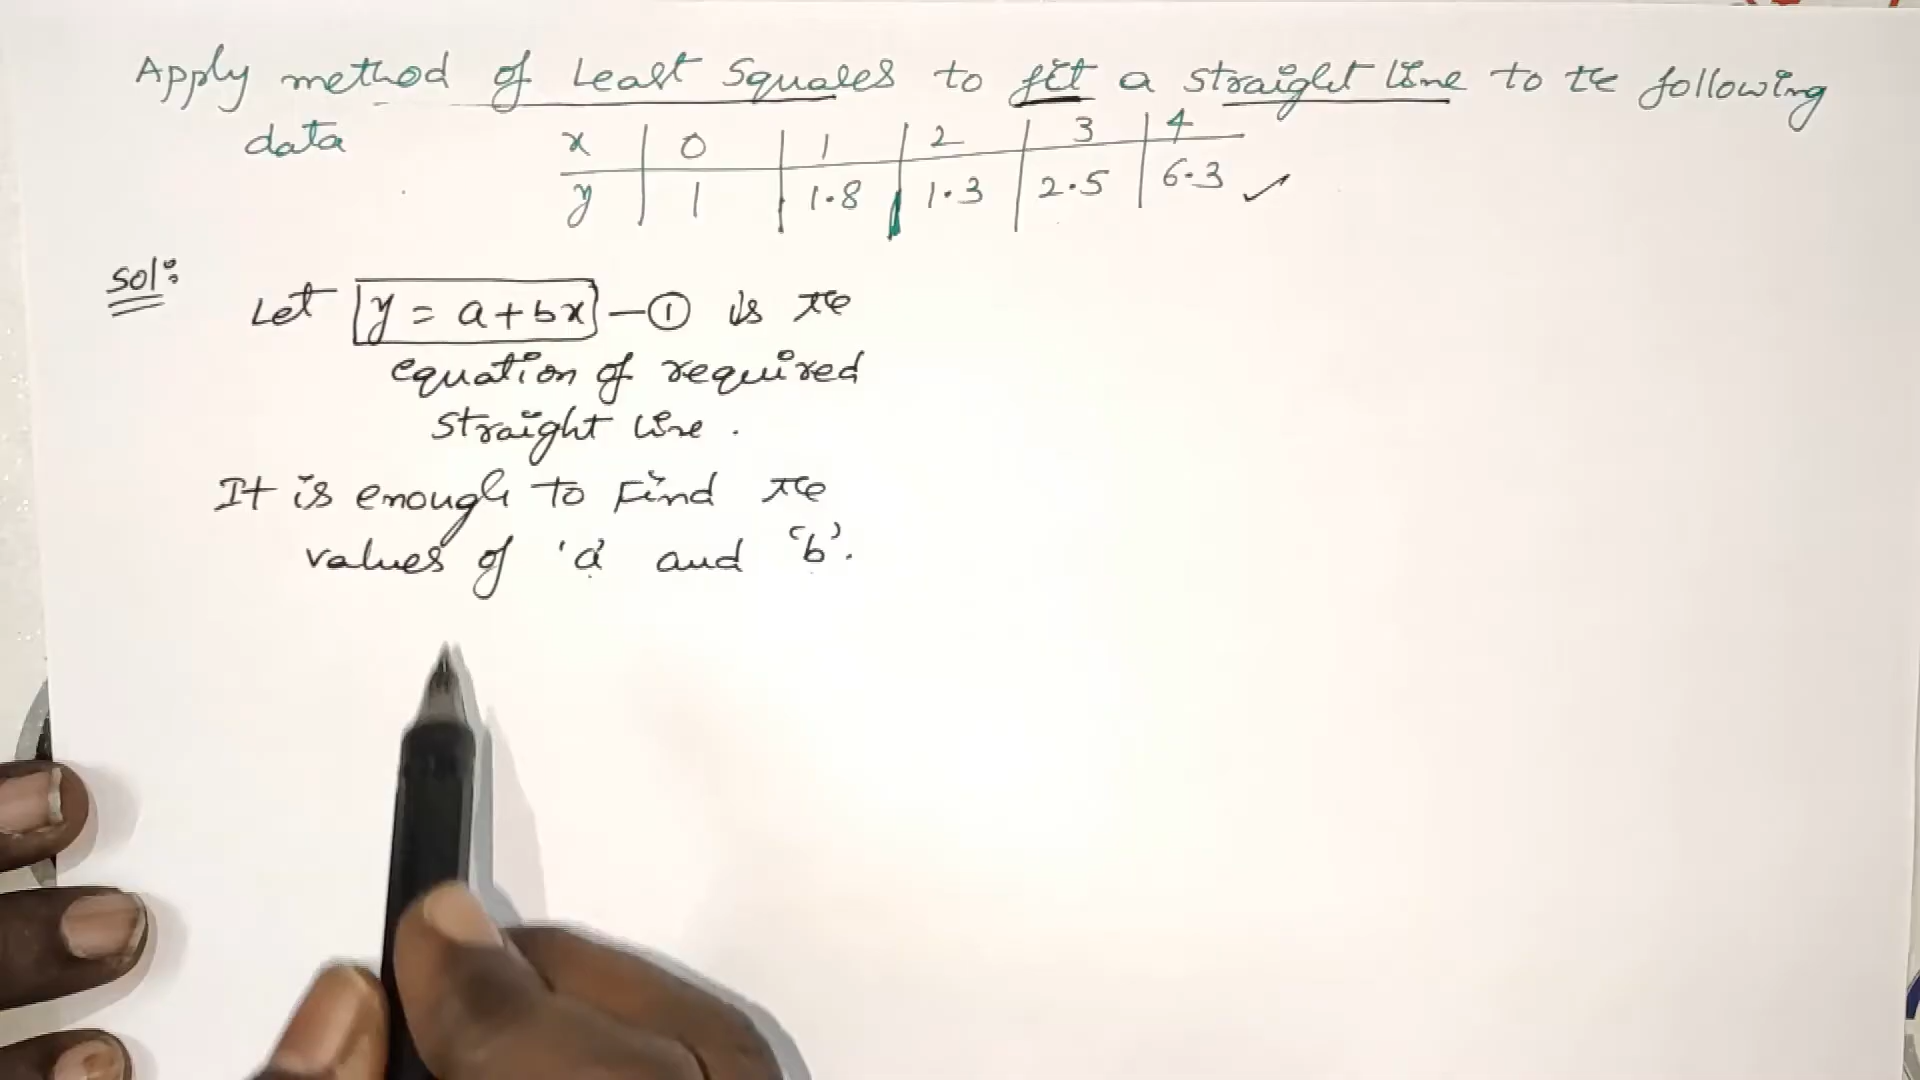 Apply method of Least Squares to fit a straight line to the following
data
x 0 1 2 3 4
y 1 1.8 1.3 2.5 6.3
Sol:
Let y = a+bx —① is the
equation of required
straight line.
It is enough to Find the
values of 'a' and 'b'.